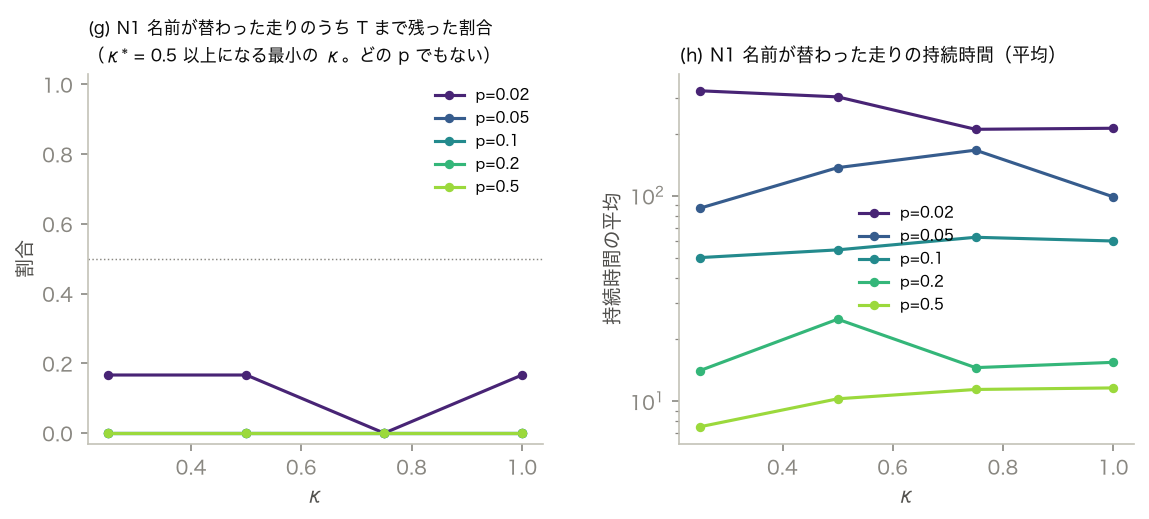 (g) N1 名前が替わった走りのうち T まで残った割合
（κ* = 0.5 以上になる最小の κ。どの p でもない）
1.0
0.8
0.6
0.4
0.2
0.0
割合
p=0.02
p=0.05
p=0.1
p=0.2
p=0.5
0.4 0.6 0.8 1.0
κ
(h) N1 名前が替わった走りの持続時間（平均）
10²
10¹
持続時間の平均
p=0.02
p=0.05
p=0.1
p=0.2
p=0.5
0.4 0.6 0.8 1.0
κ